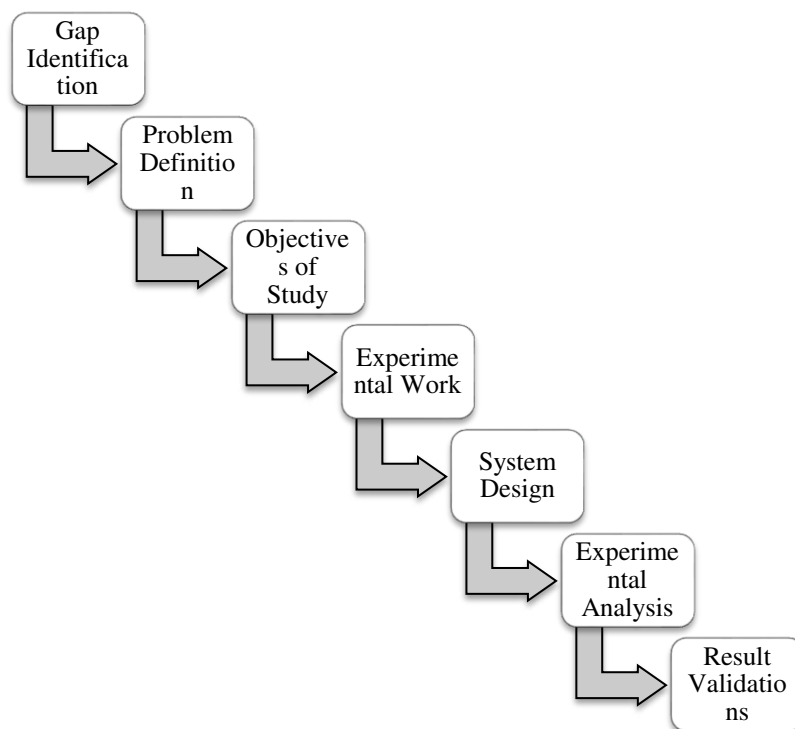 Gap
Identifica
tion
Problem
Definitio
n
Objective
s of
Study
Experime
ntal Work
System
Design
Experime
ntal
Analysis
Result
Validatio
ns